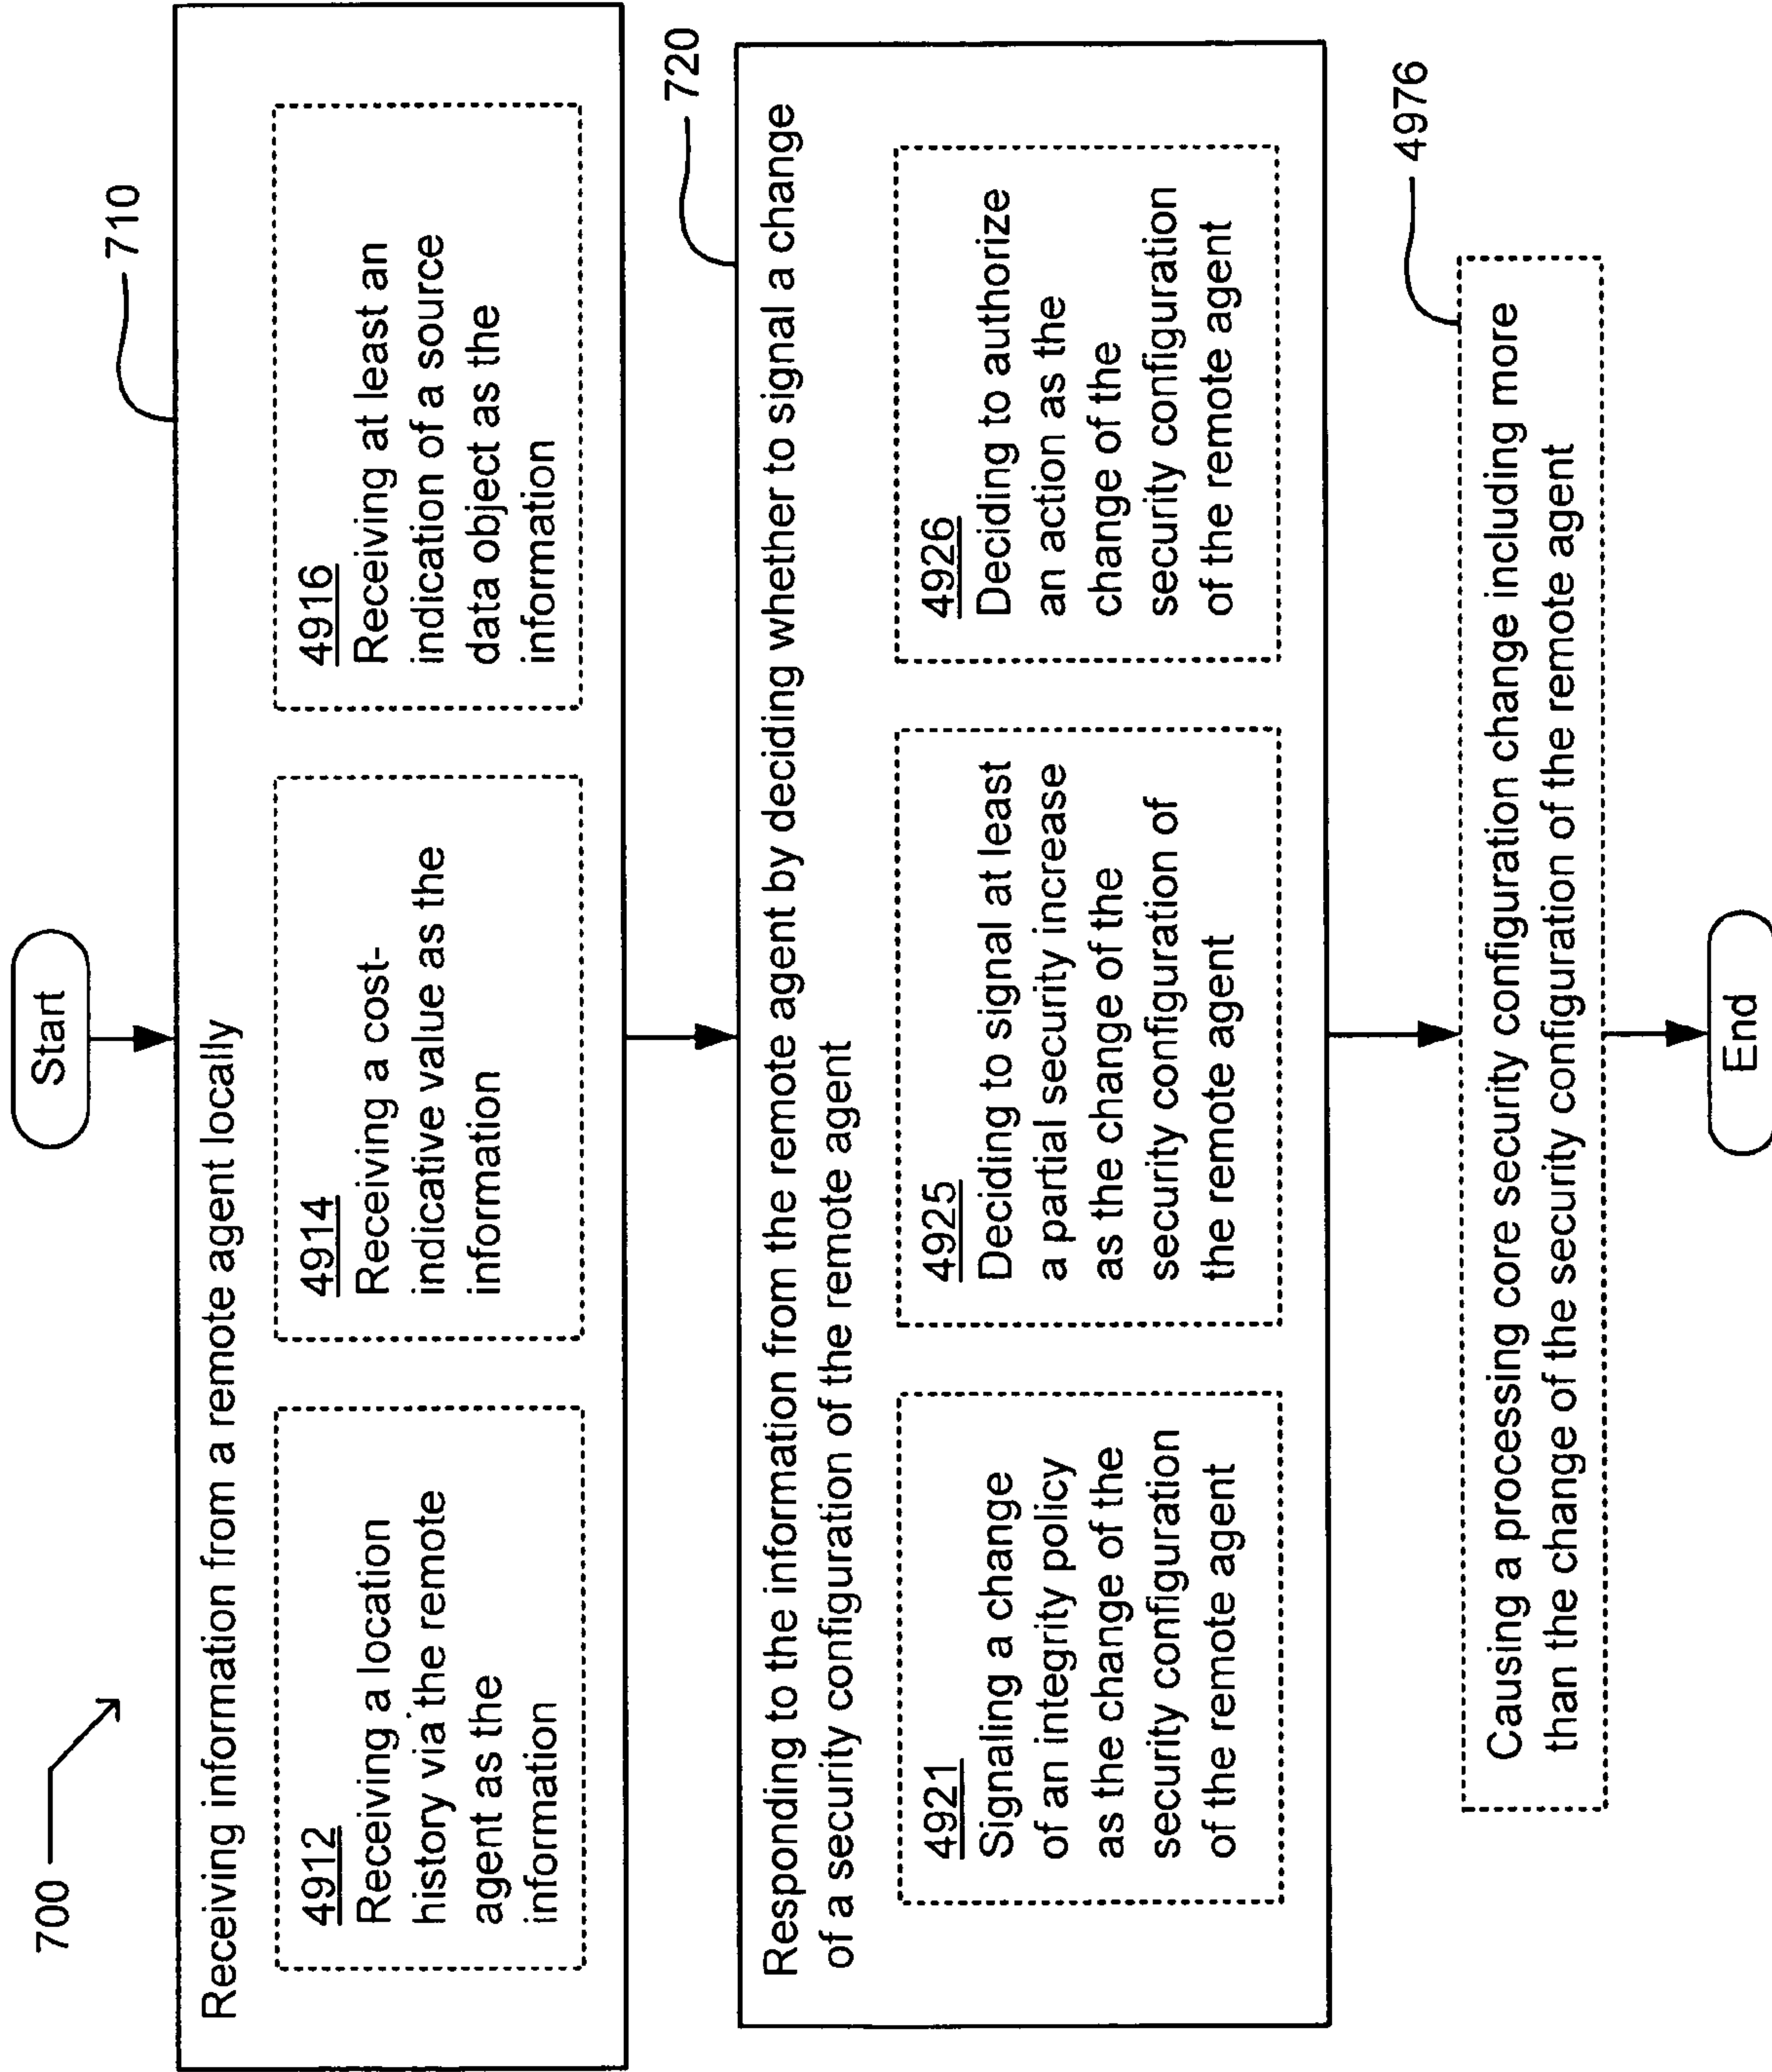 700
Start
710
Receiving information from a remote agent locally
4912
Receiving a location
history via the remote
agent as the
information
4914
Receiving a cost-
indicative value as the
information
4916
Receiving at least an
indication of a source
data object as the
information
720
Responding to the information from the remote agent by deciding whether to signal a change
of a security configuration of the remote agent
4921
Signaling a change
of an integrity policy
as the change of the
security configuration
of the remote agent
4925
Deciding to signal at least
a partial security increase
as the change of the
security configuration of
the remote agent
4926
Deciding to authorize
an action as the
change of the
security configuration
of the remote agent
4976
Causing a processing core security configuration change including more
than the change of the security configuration of the remote agent
End